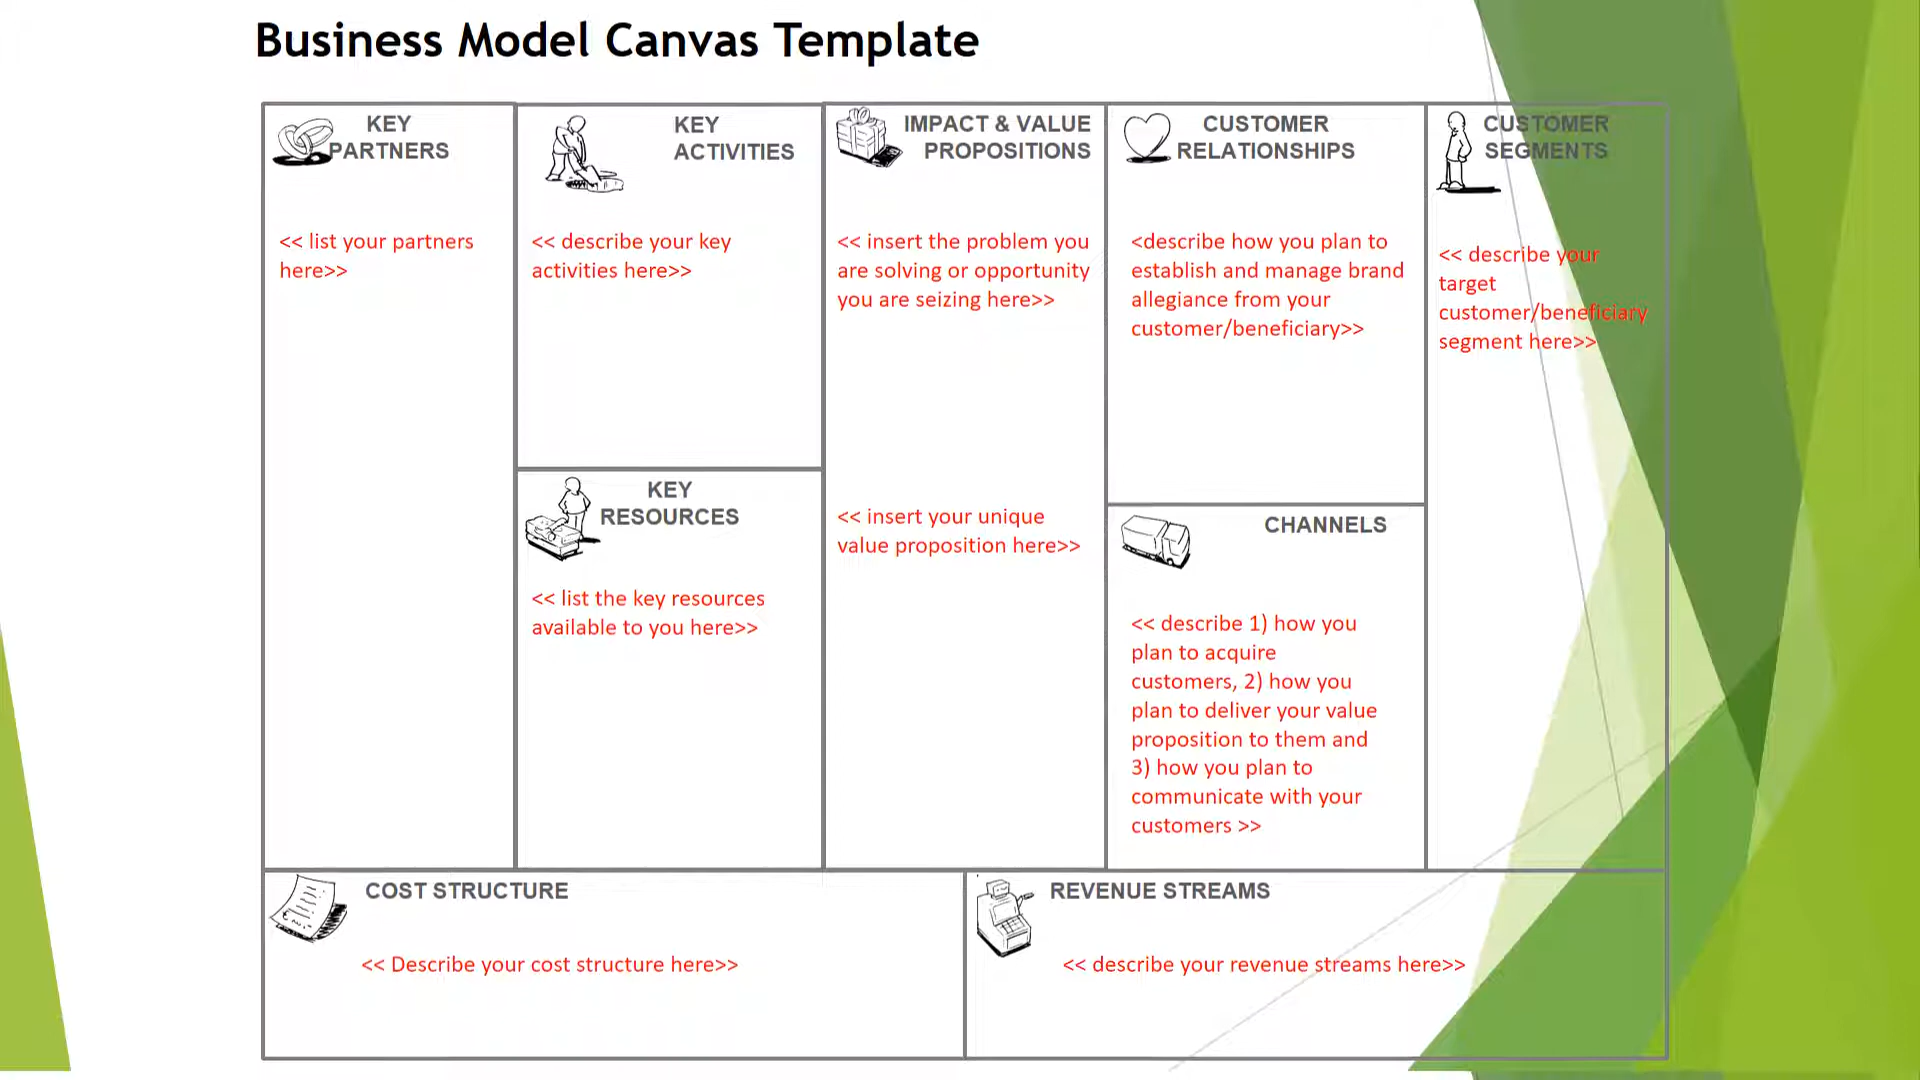 Business Model Canvas Template
KEY
PARTNERS
<< list your partners
here>>
KEY
ACTIVITIES
<< describe your key
activities here>>
KEY
RESOURCES
<< list the key resources
available to you here>>
IMPACT & VALUE
PROPOSITIONS
<< insert the problem you
are solving or opportunity
you are seizing here>>
<< insert your unique
value proposition here>>
CUSTOMER
RELATIONSHIPS
<describe how you plan to
establish and manage brand
allegiance from your
customer/beneficiary>>
CHANNELS
<< describe 1) how you
plan to acquire
customers, 2) how you
plan to deliver your value
proposition to them and
3) how you plan to
communicate with your
customers >>
CUSTOMER
SEGMENTS
<< describe your
target
customer/beneficiary
segment here>>
COST STRUCTURE
<< Describe your cost structure here>>
REVENUE STREAMS
<< describe your revenue streams here>>